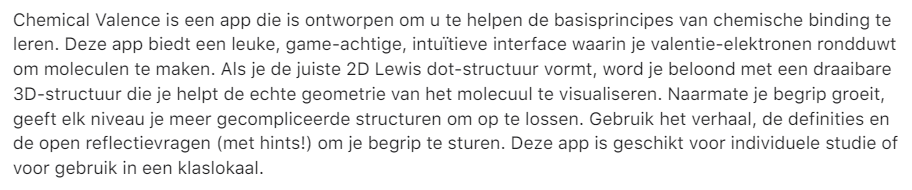 Chemical Valence is een app die is ontworpen om u te helpen de basisprincipes van chemische binding te
leren. Deze app biedt een leuke, game-achtige, intuïtieve interface waarin je valentie-elektronen rondduwt
om moleculen te maken. Als je de juiste 2D Lewis dot-structuur vormt, word je beloond met een draaibare
3D-structuur die je helpt de echte geometrie van het molecuul te visualiseren. Naarmate je begrip groeit,
geeft elk niveau je meer gecompliceerde structuren om op te lossen. Gebruik het verhaal, de definities en
de open reflectievragen (met hints!) om je begrip te sturen. Deze app is geschikt voor individuele studie of
voor gebruik in een klaslokaal.